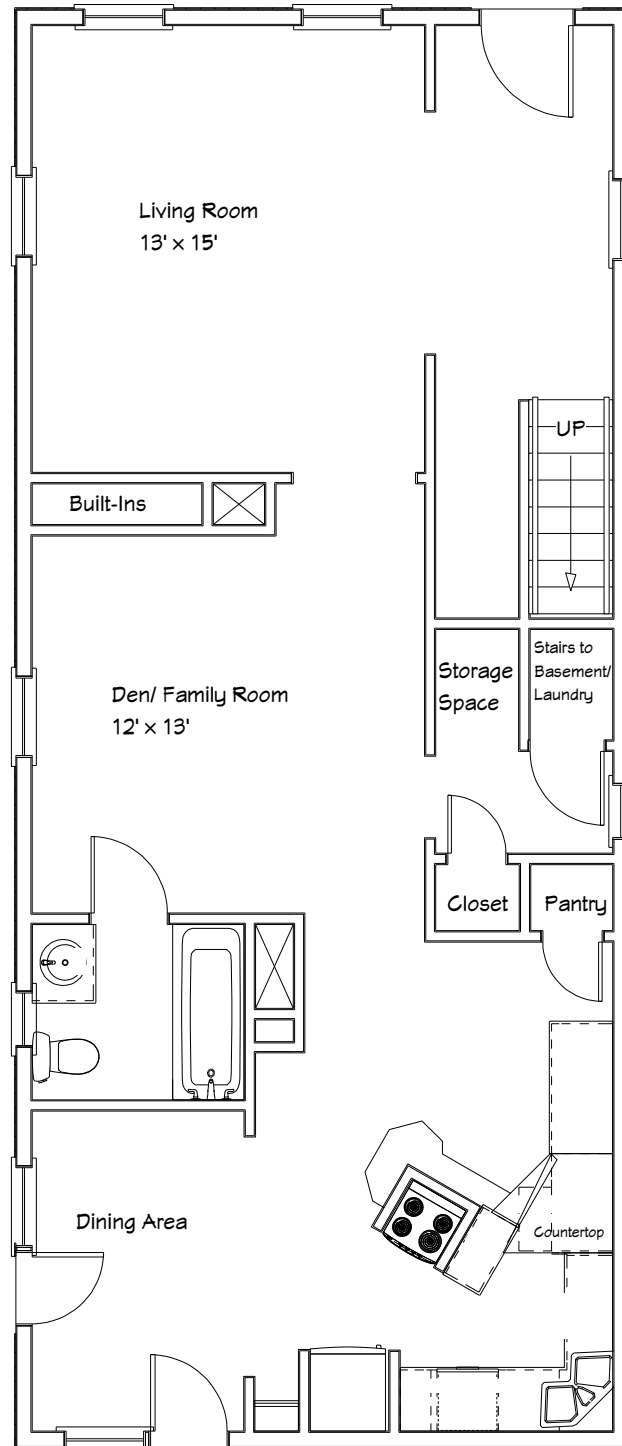 Living Room
13' x 15'
UP
Built-Ins
Stairs to
Basement/
Laundry
Storage
Space
Den/ Family Room
12' x 13'
Closet
Pantry
Dining Area
Countertop